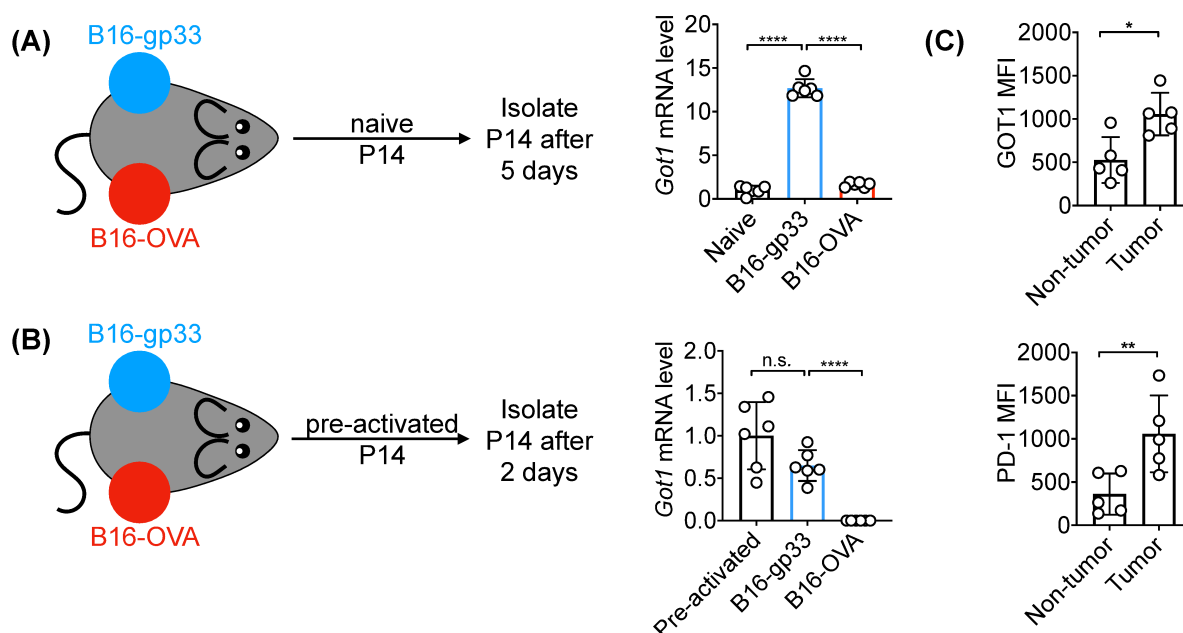 (A)
B16-gp33
B16-OVA
naive
P14
Isolate
P14 after
5 days
Got1 mRNA level
20
15
10
5
0
****
****
Naive
B16-gp33
B16-OVA
(B)
B16-gp33
B16-OVA
pre-activated
P14
Isolate
P14 after
2 days
Got1 mRNA level
2.0
1.5
1.0
0.5
0.0
n.s.
****
Pre-activated
B16-gp33
B16-OVA
(C)
GOT1 MFI
2000
1500
1000
500
0
*
Non-tumor
Tumor
PD-1 MFI
2000
1500
1000
500
0
**
Non-tumor
Tumor